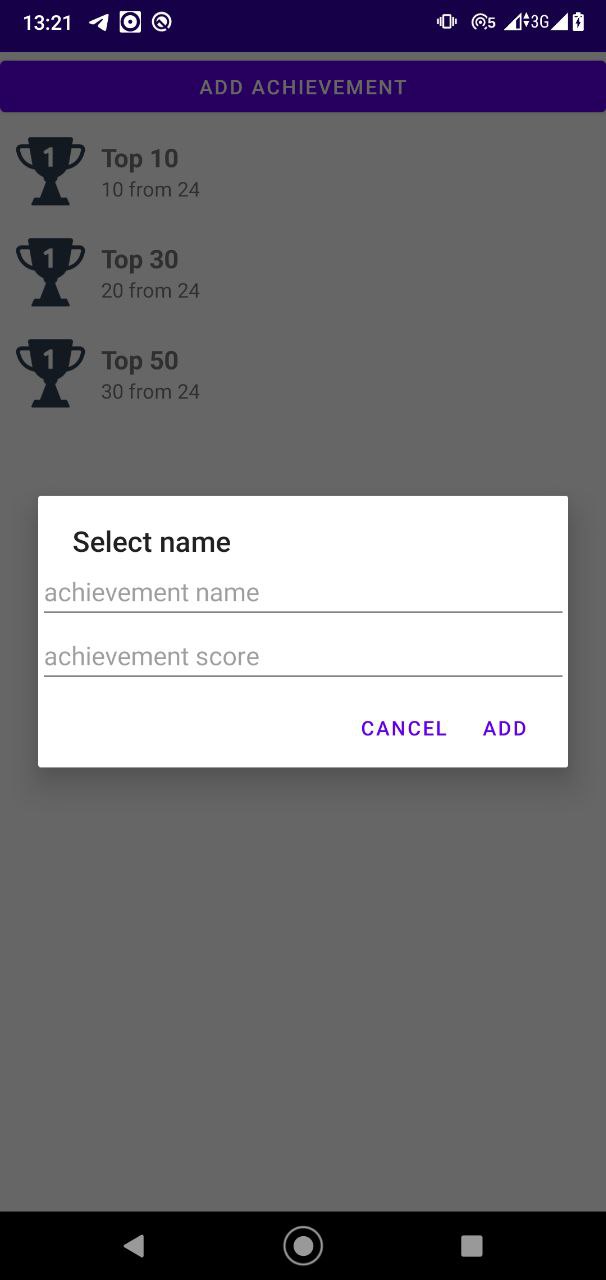 13:21
5 3G
ADD ACHIEVEMENT
1
Top 10
10 from 24
1
Top 30
20 from 24
1
Top 50
30 from 24
Select name
achievement name
achievement score
CANCEL ADD